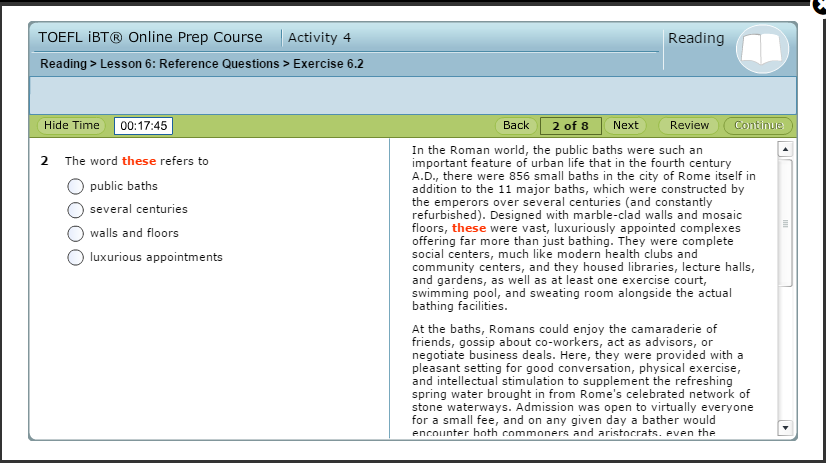 TOEFL iBT® Online Prep Course
Activity 4
Reading
Reading > Lesson 6: Reference Questions > Exercise 6.2
Hide Time
00:17:45
Back
2 of 8
Next
Review
Continue
2 The word these refers to
public baths
several centuries
walls and floors
luxurious appointments
In the Roman world, the public baths were such an
important feature of urban life that in the fourth century
A.D., there were 856 small baths in the city of Rome itself in
addition to the 11 major baths, which were constructed by
the emperors over several centuries (and constantly
refurbished). Designed with marble-clad walls and mosaic
floors, these were vast, luxuriously appointed complexes
offering far more than just bathing. They were complete
social centers, much like modern health clubs and
community centers, and they housed libraries, lecture halls,
and gardens, as well as at least one exercise court,
swimming pool, and sweating room alongside the actual
bathing facilities.
At the baths, Romans could enjoy the camaraderie of
friends, gossip about co-workers, act as advisors, or
negotiate business deals. Here, they were provided with a
pleasant setting for good conversation, physical exercise,
and intellectual stimulation to supplement the refreshing
spring water brought in from Rome's celebrated network of
stone waterways. Admission was open to virtually everyone
for a small fee, and on any given day a bather would
encounter both commoners and aristocrats, even the